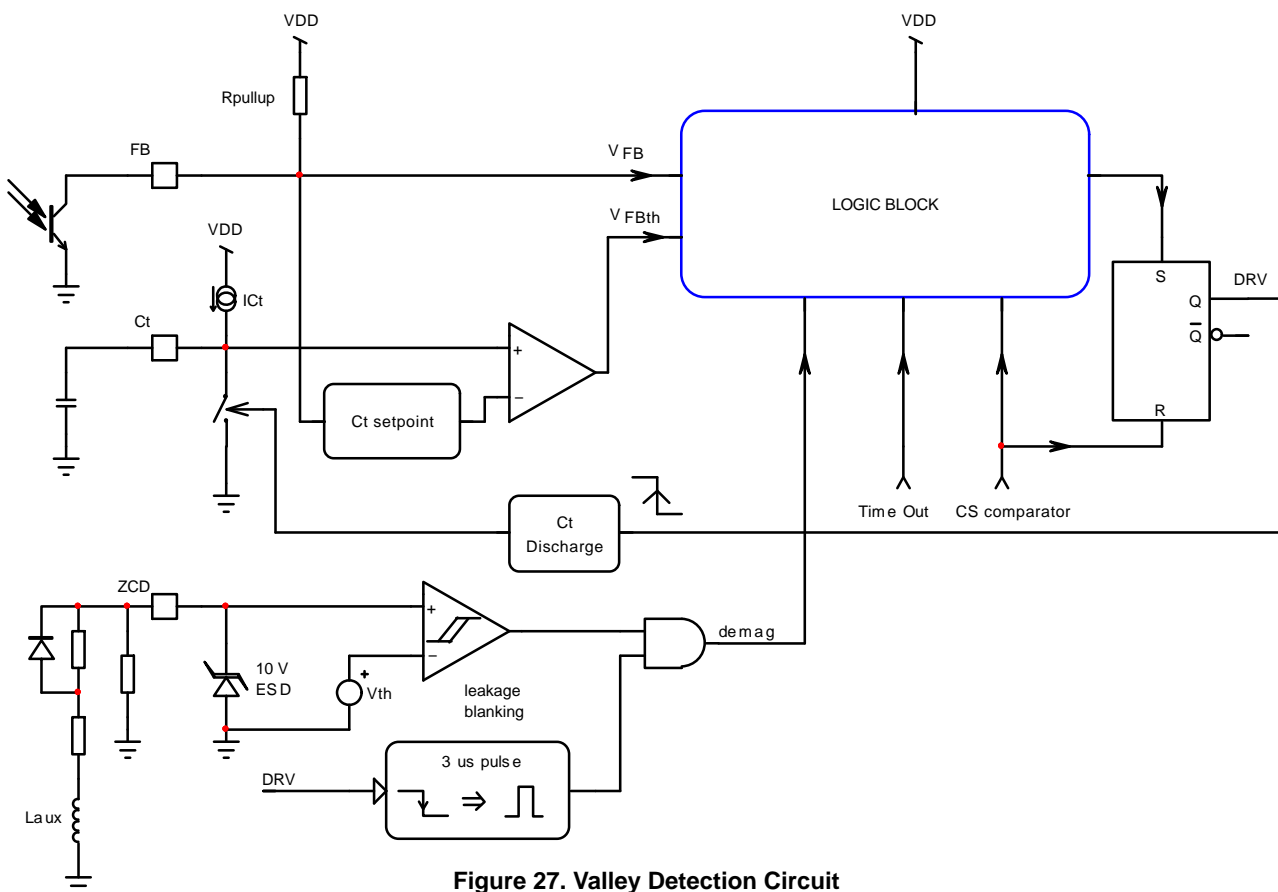 VDD
VDD
Rpullup
FB
V FB
LOGIC BLOCK
V FBth
VDD
S
DRV
ICt
Q
Q
Ct
+
−
Ct setpoint
R
Time Out
CS comparator
Ct
Discharge
ZCD
+
demag
10 V
ESD
−
+
Vth
leakage
blanking
3 us pulse
DRV
⇒
Laux
Figure 27. Valley Detection Circuit